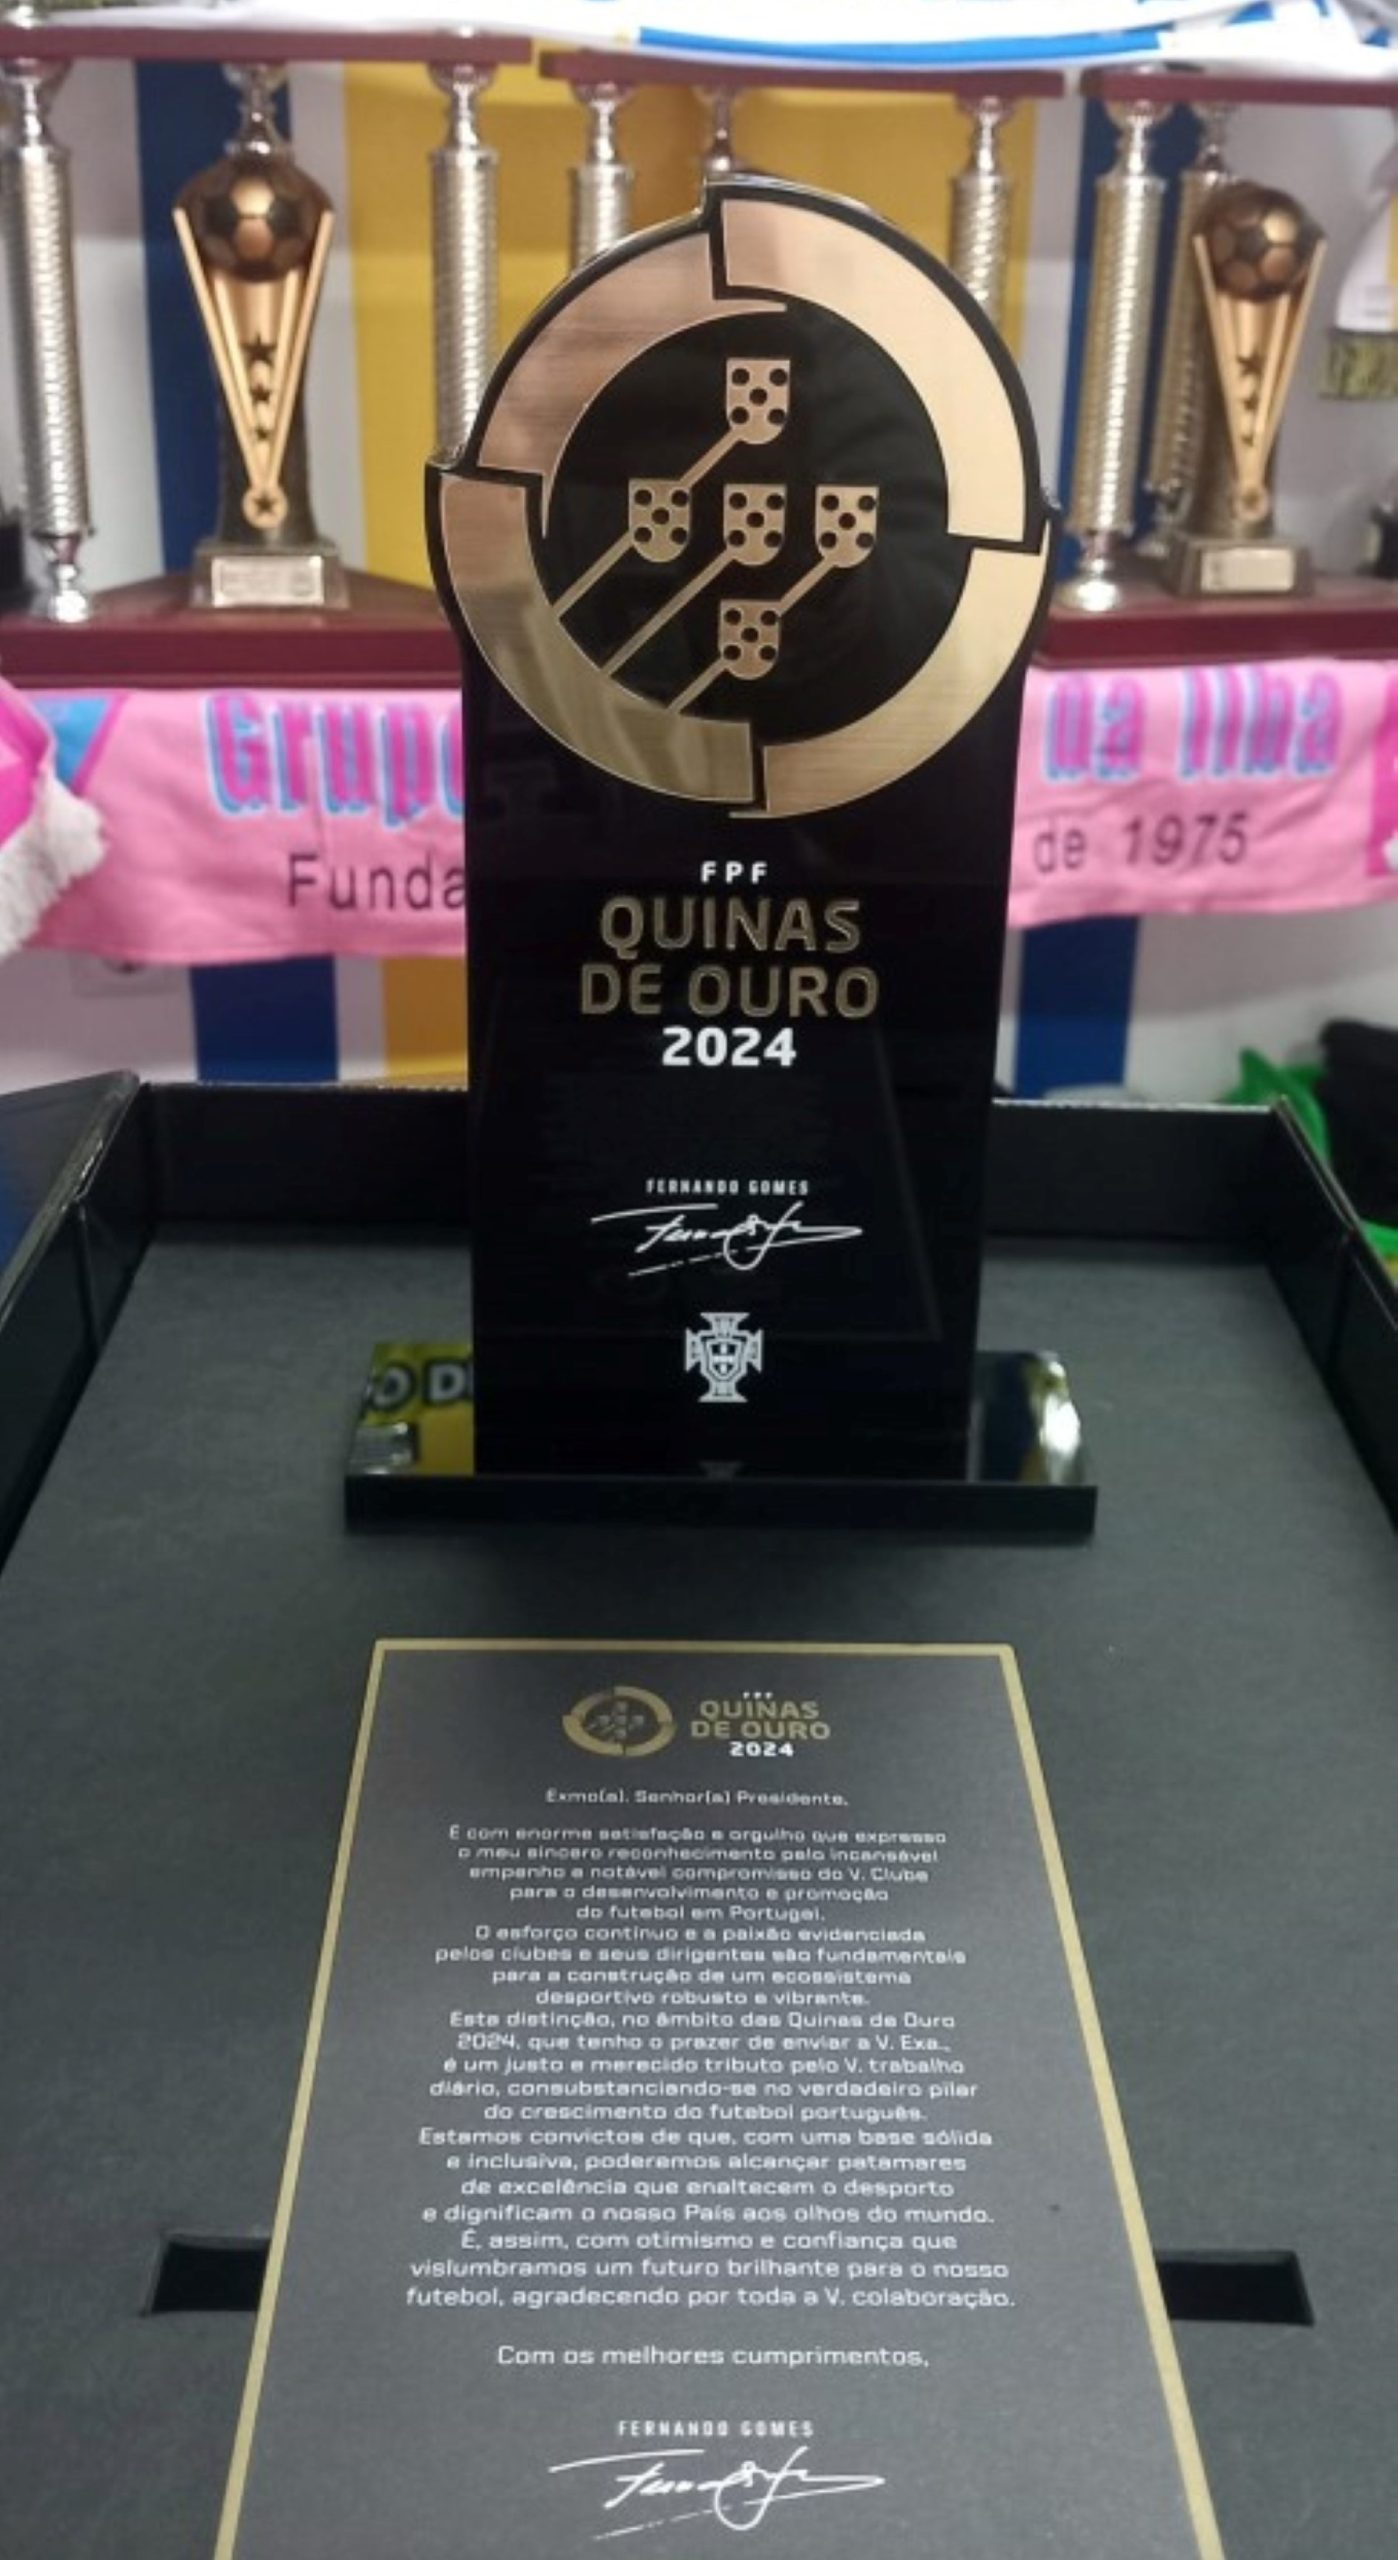 Grup
da Ilha
Funda
de 1975
FPF
QUINAS
DE OURO
2024
FERNANDO GOMES
FPF
QUINAS
DE OURO
2024
Exmo(a). Senhor(a) Presidente,
É com enorme satisfação e orgulho que expresso
o meu sincero reconhecimento pelo incansável
empenho e notável compromisso do V. Clube
para o desenvolvimento e promoção
do futebol em Portugal.
O esforço contínuo e a paixão evidenciada
pelos clubes e seus dirigentes são fundamentais
para a construção de um ecossistema
desportivo robusto e vibrante.
Esta distinção, no âmbito das Quinas de Ouro
2024, que tenho o prazer de enviar a V. Exa.,
é um justo e merecido tributo pelo V. trabalho
diário, consubstanciando-se no verdadeiro pilar
do crescimento do futebol português.
Estamos convictos de que, com uma base sólida
e inclusiva, poderemos alcançar patamares
de excelência que enaltecem o desporto
e dignificam o nosso País aos olhos do mundo.
É, assim, com otimismo e confiança que
vislumbramos um futuro brilhante para o nosso
futebol, agradecendo por toda a V. colaboração.
Com os melhores cumprimentos,
FERNANDO GOMES